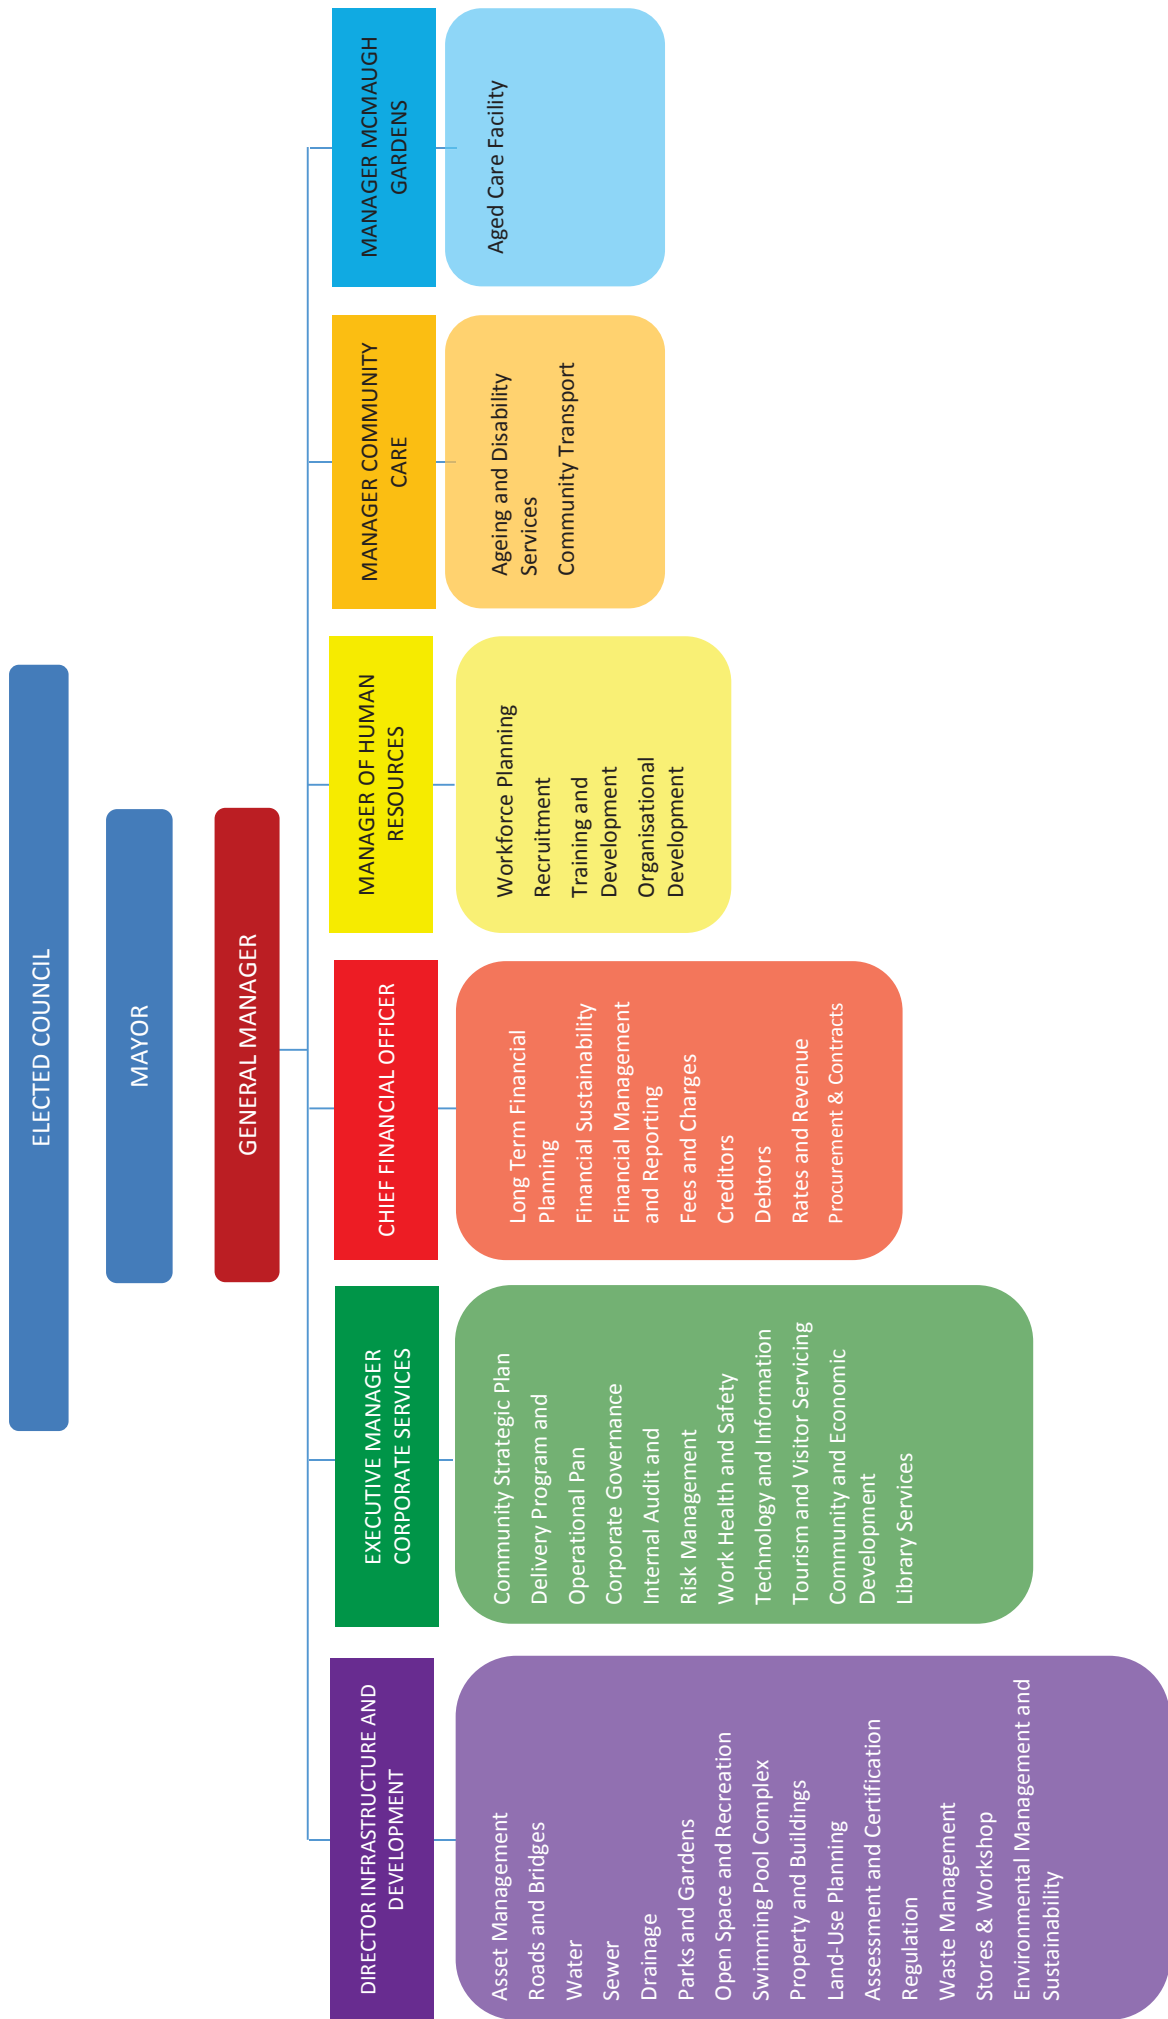 ELECTED COUNCIL
MAYOR
GENERAL MANAGER
DIRECTOR INFRASTRUCTURE AND
DEVELOPMENT
Asset Management
Roads and Bridges
Water
Sewer
Drainage
Parks and Gardens
Open Space and Recreation
Swimming Pool Complex
Property and Buildings
Land-Use Planning
Assessment and Certification
Regulation
Waste Management
Stores & Workshop
Environmental Management and
Sustainability
EXECUTIVE MANAGER
CORPORATE SERVICES
Community Strategic Plan
Delivery Program and
Operational Pan
Corporate Governance
Internal Audit and
Risk Management
Work Health and Safety
Technology and Information
Tourism and Visitor Servicing
Community and Economic
Development
Library Services
CHIEF FINANCIAL OFFICER
Long Term Financial
Planning
Financial Sustainability
Financial Management
and Reporting
Fees and Charges
Creditors
Debtors
Rates and Revenue
Procurement & Contracts
MANAGER OF HUMAN
RESOURCES
Workforce Planning
Recruitment
Training and
Development
Organisational
Development
MANAGER COMMUNITY
CARE
Ageing and Disability
Services
Community Transport
MANAGER MCMAUGH
GARDENS
Aged Care Facility